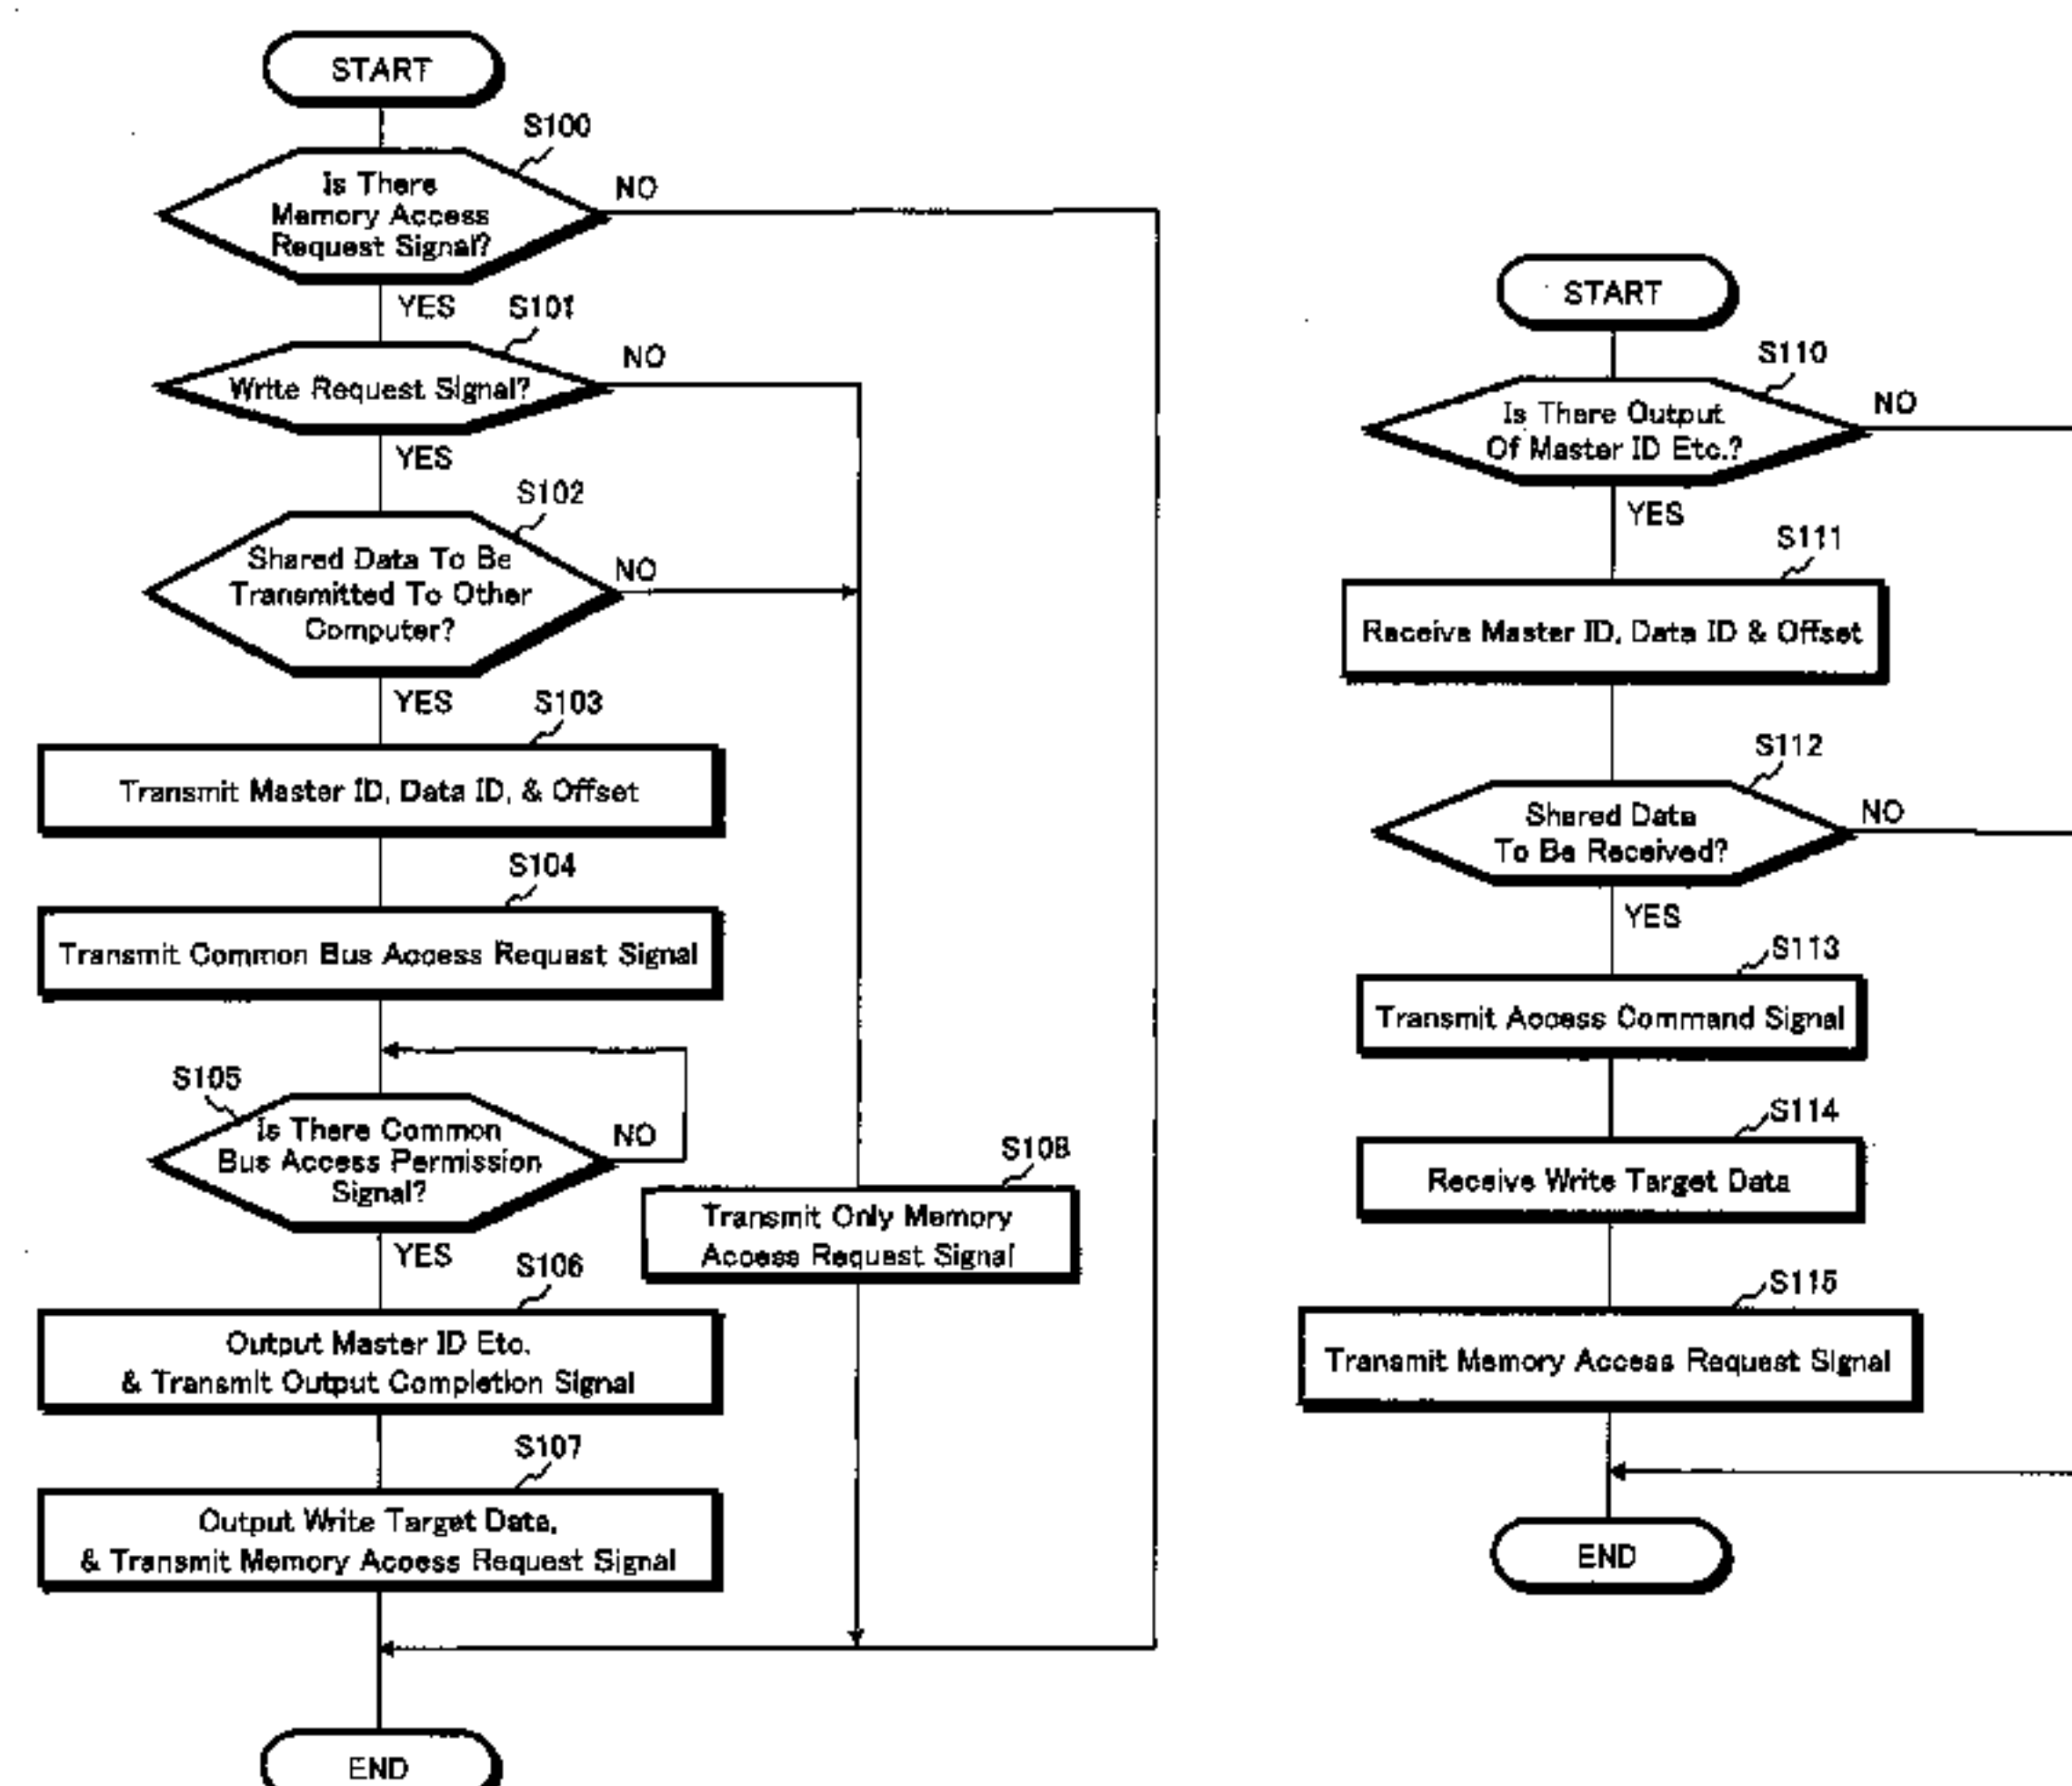 START
S100
Is There
Memory Access
Request Signal?
NO
YES
S101
Write Request Signal?
NO
YES
S102
Shared Data To Be
Transmitted To Other
Computer?
NO
YES
S103
Transmit Master ID, Data ID, & Offset
S104
Transmit Common Bus Access Request Signal
S105
Is There Common
Bus Access Permission
Signal?
NO
YES
S108
Transmit Only Memory
Access Request Signal
S106
Output Master ID Etc.
& Transmit Output Completion Signal
S107
Output Write Target Data,
& Transmit Memory Access Request Signal
END
START
S110
Is There Output
Of Master ID Etc.?
NO
YES
S111
Receive Master ID, Data ID & Offset
S112
Shared Data
To Be Received?
NO
YES
S113
Transmit Access Command Signal
S114
Receive Write Target Data
S115
Transmit Memory Access Request Signal
END